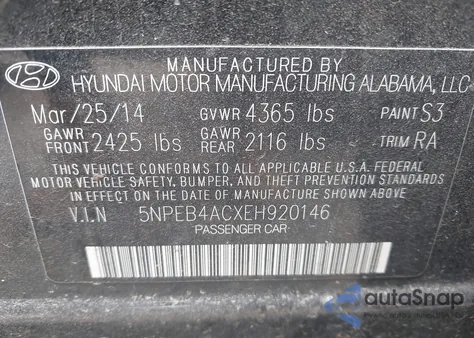 MANUFACTURED BY
HYUNDAI MOTOR MANUFACTURING ALABAMA, LLC
Mar/25/14 GVWR 4365 lbs PAINT S3
GAWR FRONT 2425 lbs GAWR REAR 2116 lbs TRIM RA
THIS VEHICLE CONFORMS TO ALL APPLICABLE U.S.A. FEDERAL
MOTOR VEHICLE SAFETY, BUMPER, AND THEFT PREVENTION STANDARDS
IN EFFECT ON THE DATE OF MANUFACTURE SHOWN ABOVE
V.I.N 5NPEB4ACXEH920146
PASSENGER CAR
autoSnap